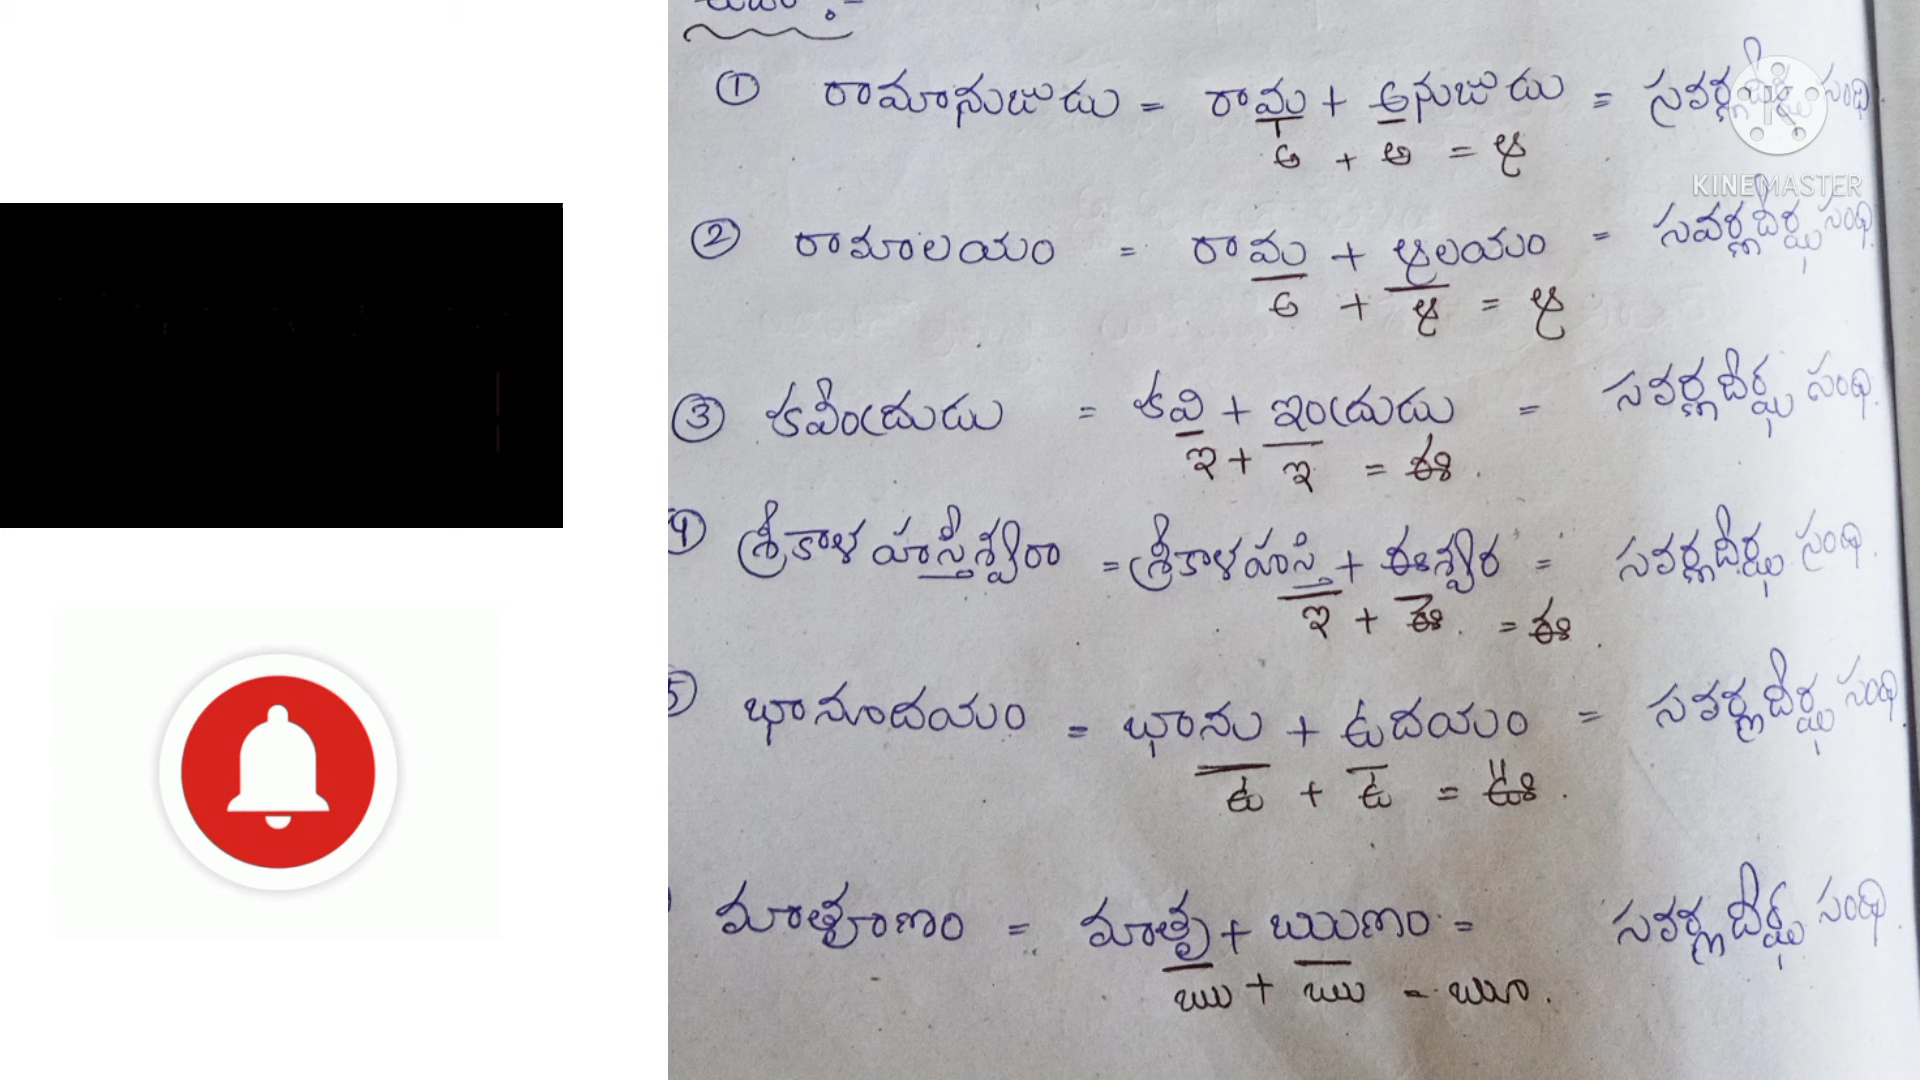 ① రామానుజుడు = రామ + అనుజుడు = సవర్ణదీర్ఘ సంధి.
అ + అ = ఆ
KINEMASTER
② రామాలయం = రామ + ఆలయం = సవర్ణదీర్ఘ సంధి.
అ + ఆ = ఆ
③ కవీంద్రుడు = కవి + ఇంద్రుడు = సవర్ణదీర్ఘ సంధి.
ఇ + ఇ = ఈ.
4) శ్రీకాళహస్తీశ్వరా = శ్రీకాళహస్తి + ఈశ్వర = సవర్ణదీర్ఘ సంధి.
ఇ + ఈ. = ఈ.
5) భానూదయం = భాను + ఉదయం = సవర్ణదీర్ఘ సంధి.
ఉ + ఉ = ఊ.
మాతౄణం = మాతృ + ఋణం = సవర్ణదీర్ఘ సంధి.
ఋ + ఋ = ౠ.